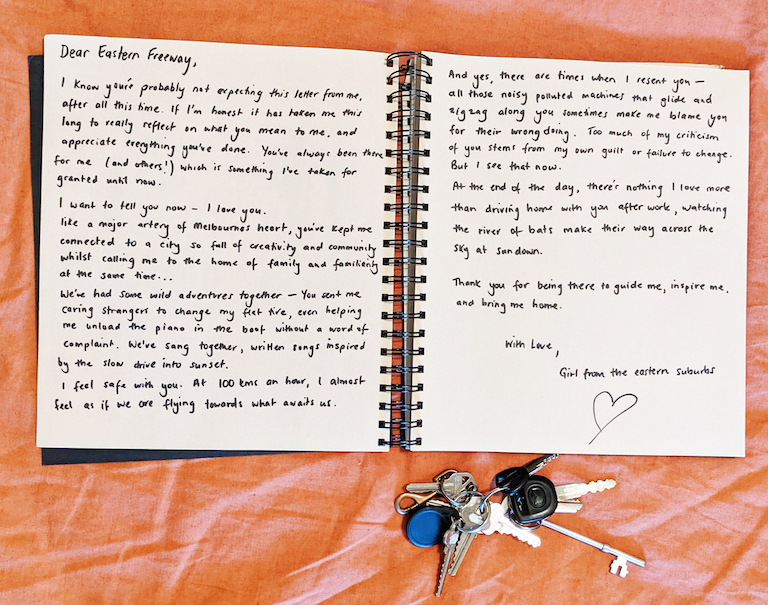 Dear Eastern Freeway,
I know you're probably not expecting this letter from me,
after all this time. If I'm honest it has taken me this
long to really reflect on what you mean to me, and
appreciate everything you've done. You've always been there
for me (and others!) which is something I've taken for
granted until now.
I want to tell you now – I love you.
like a major artery of Melbournes heart, you've kept me
connected to a city so full of creativity and community
whilst calling me to the home of family and familiarity
at the same time...
We've had some wild adventures together – You sent me
caring strangers to change my flat tire, even helping
me unload the piano in the boot without a word of
complaint. We've sang together, written songs inspired
by the slow drive into sunset.
I feel safe with you. At 100 kms an hour, I almost
feel as if we are flying towards what awaits us.
And yes, there are times when I resent you –
all those noisy polluted machines that glide and
zigzag along you sometimes make me blame you
for their wrong doing. Too much of my criticism
of you stems from my own guilt or failure to change.
But I see that now.
At the end of the day, there's nothing I love more
than driving home with you after work, watching
the river of bats make their way across the
sky at sundown.
Thank you for being there to guide me, inspire me,
and bring me home.
With Love,
Girl from the eastern suburbs